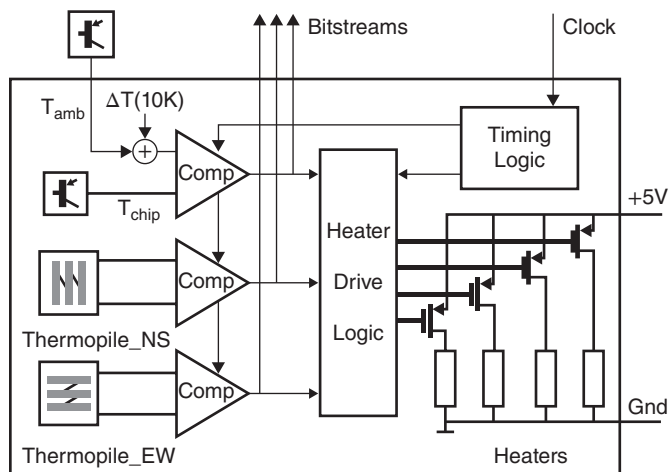 Bitstreams
Clock
T_amb
ΔT(10K)
+
Comp
Timing
Logic
T_chip
+5V
Heater
Drive
Logic
Comp
Thermopile_NS
Comp
Gnd
Thermopile_EW
Heaters